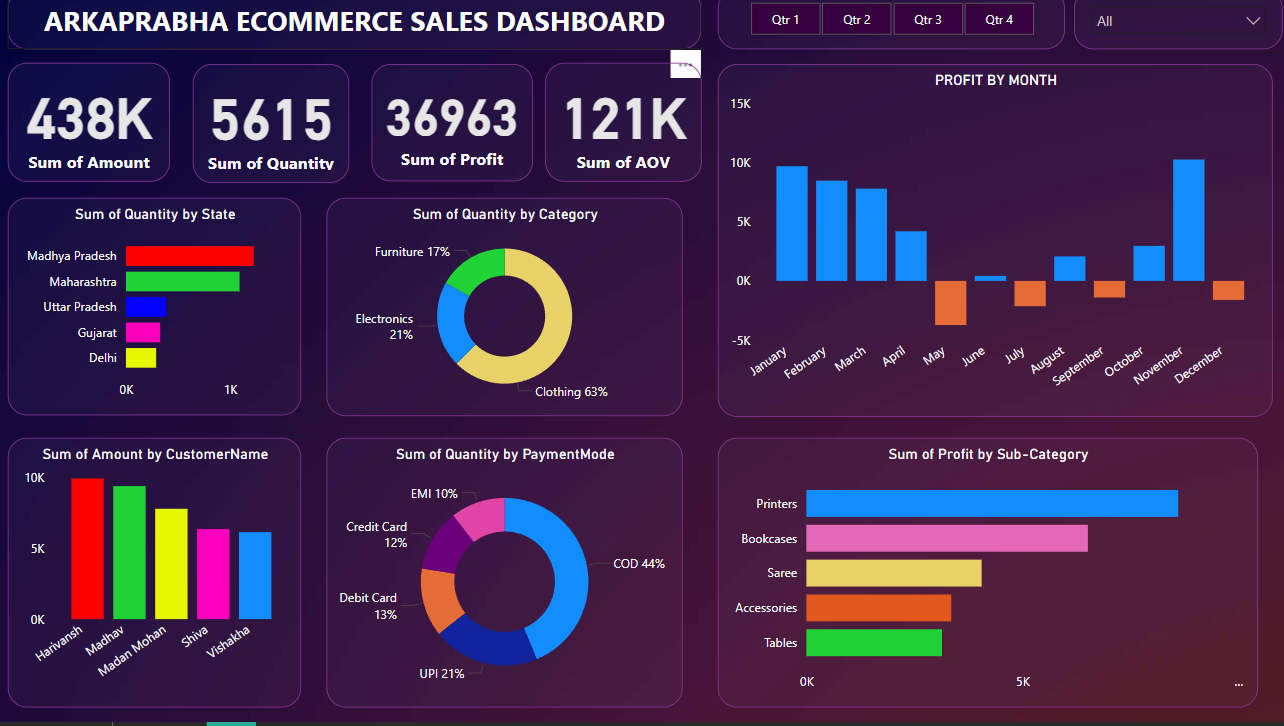 ARKAPRABHA ECOMMERCE SALES DASHBOARD
Qtr 1
Qtr 2
Qtr 3
Qtr 4
All
438K
Sum of Amount
5615
Sum of Quantity
36963
Sum of Profit
121K
Sum of AOV
...
PROFIT BY MONTH
15K
10K
5K
0K
-5K
January
February
March
April
May
June
July
August
September
October
November
December
Sum of Quantity by State
Madhya Pradesh
Maharashtra
Uttar Pradesh
Gujarat
Delhi
0K
1K
Sum of Quantity by Category
Furniture 17%
Electronics
21%
Clothing 63%
Sum of Amount by CustomerName
10K
5K
0K
Harivansh
Madhav
Madan Mohan
Shiva
Vishakha
Sum of Quantity by PaymentMode
EMI 10%
Credit Card
12%
COD 44%
Debit Card
13%
UPI 21%
Sum of Profit by Sub-Category
Printers
Bookcases
Saree
Accessories
Tables
0K
5K
...